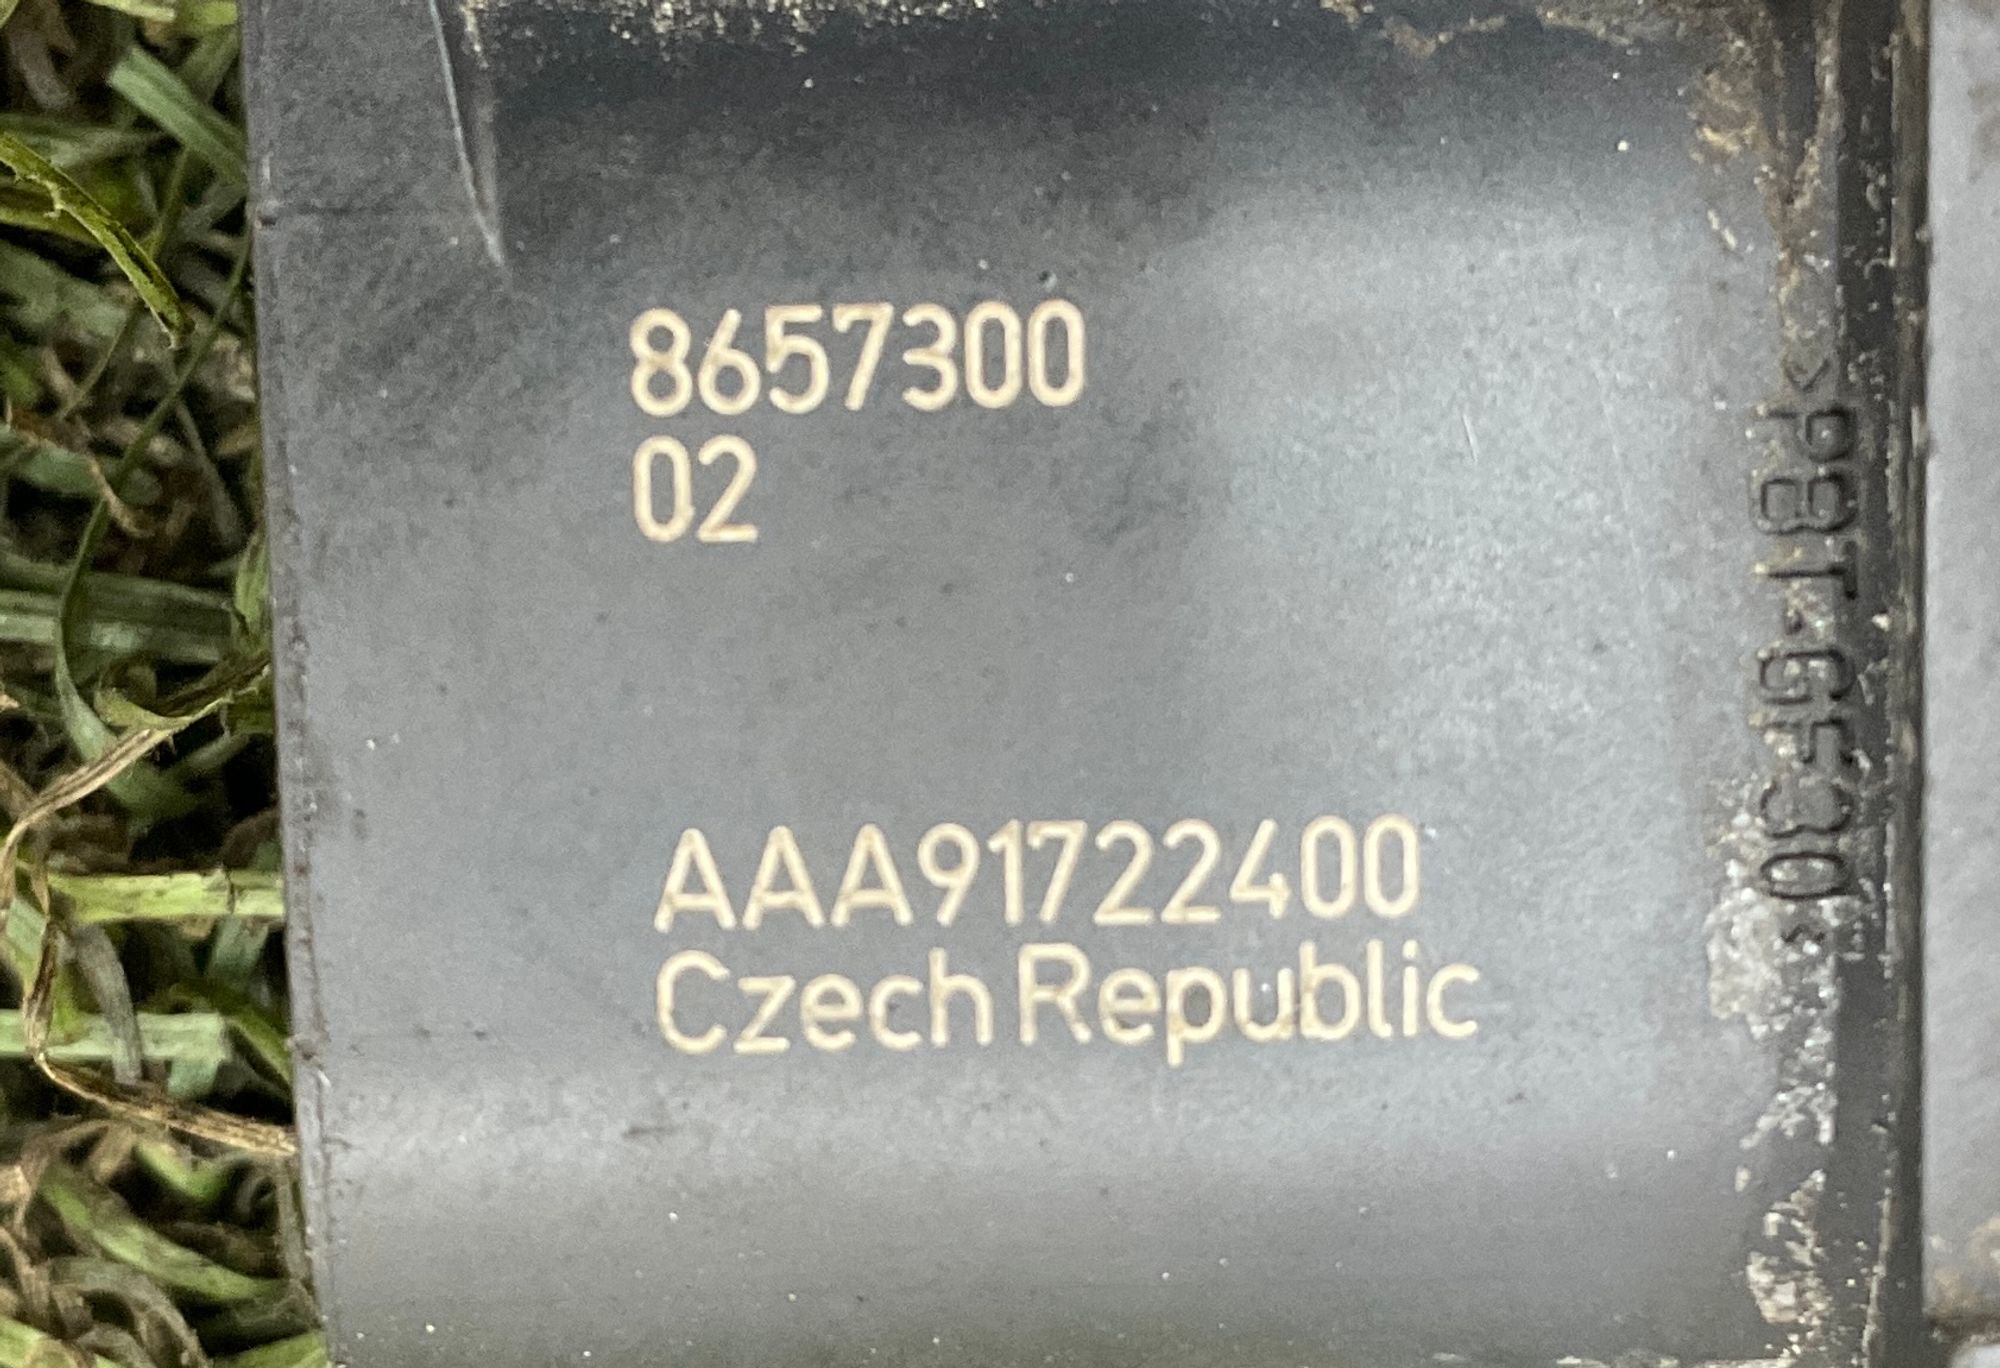 8657300
02
AAA91722400
Czech Republic
>PBT-GF30<